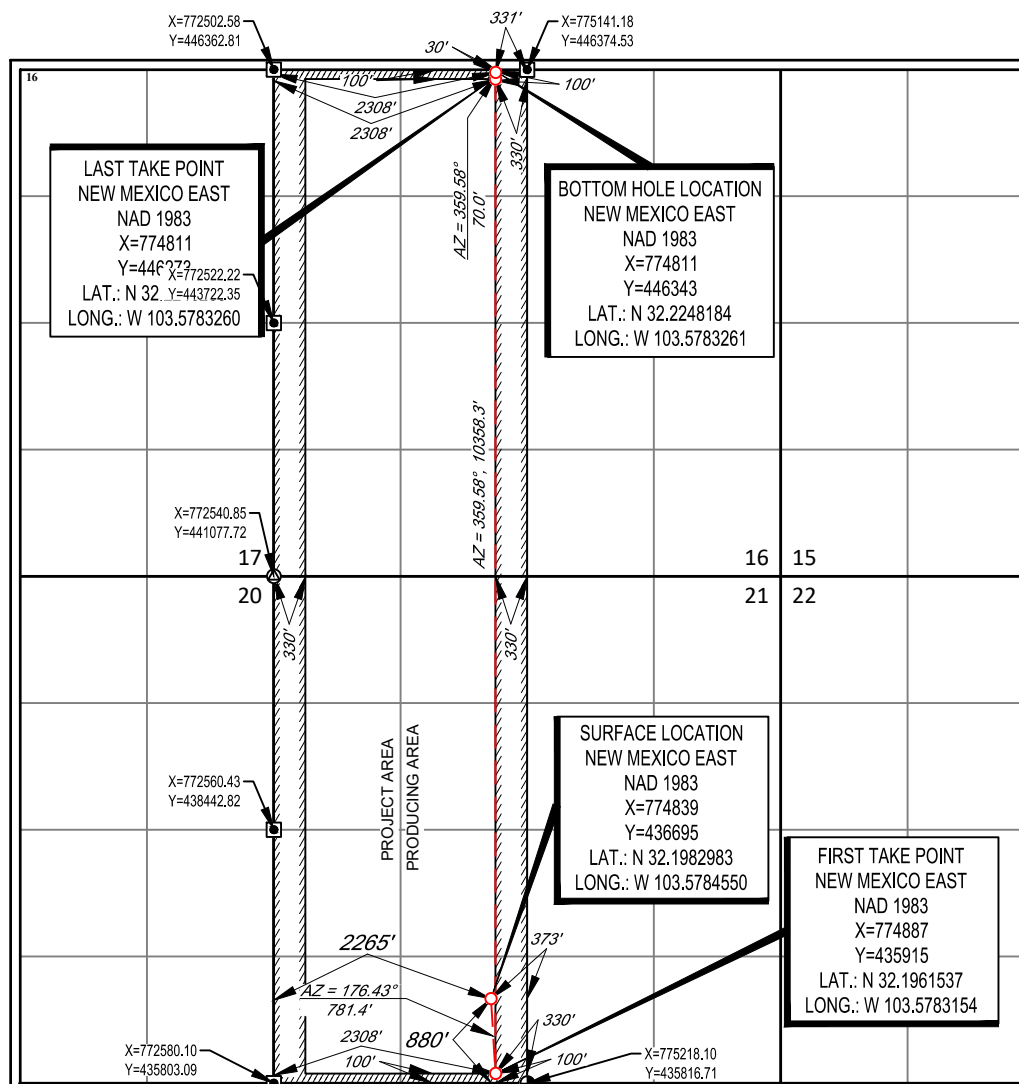 X=772502.58
Y=446362.81
331'
X=775141.18
Y=446374.53
30'
16
100'
100'
2308'
2308'
330'
AZ = 359.58°
70.0'
LAST TAKE POINT
NEW MEXICO EAST
NAD 1983
X=774811
X=772522.22
LAT.: N 32. Y=443722.35
LONG.: W 103.5783260
BOTTOM HOLE LOCATION
NEW MEXICO EAST
NAD 1983
X=774811
Y=446343
LAT.: N 32.2248184
LONG.: W 103.5783261
AZ = 359.58°, 10358.3'
X=772540.85
Y=441077.72
17
16 15
20
21 22
330'
330'
SURFACE LOCATION
NEW MEXICO EAST
NAD 1983
X=774839
Y=436695
LAT.: N 32.1982983
LONG.: W 103.5784550
PROJECT AREA
PRODUCING AREA
X=772560.43
Y=438442.82
FIRST TAKE POINT
NEW MEXICO EAST
NAD 1983
X=774887
Y=435915
LAT.: N 32.1961537
LONG.: W 103.5783154
2265'
373'
AZ = 176.43°
781.4'
880'
330'
2308'
100'
100'
X=772580.10
Y=435803.09
X=775218.10
Y=435816.71